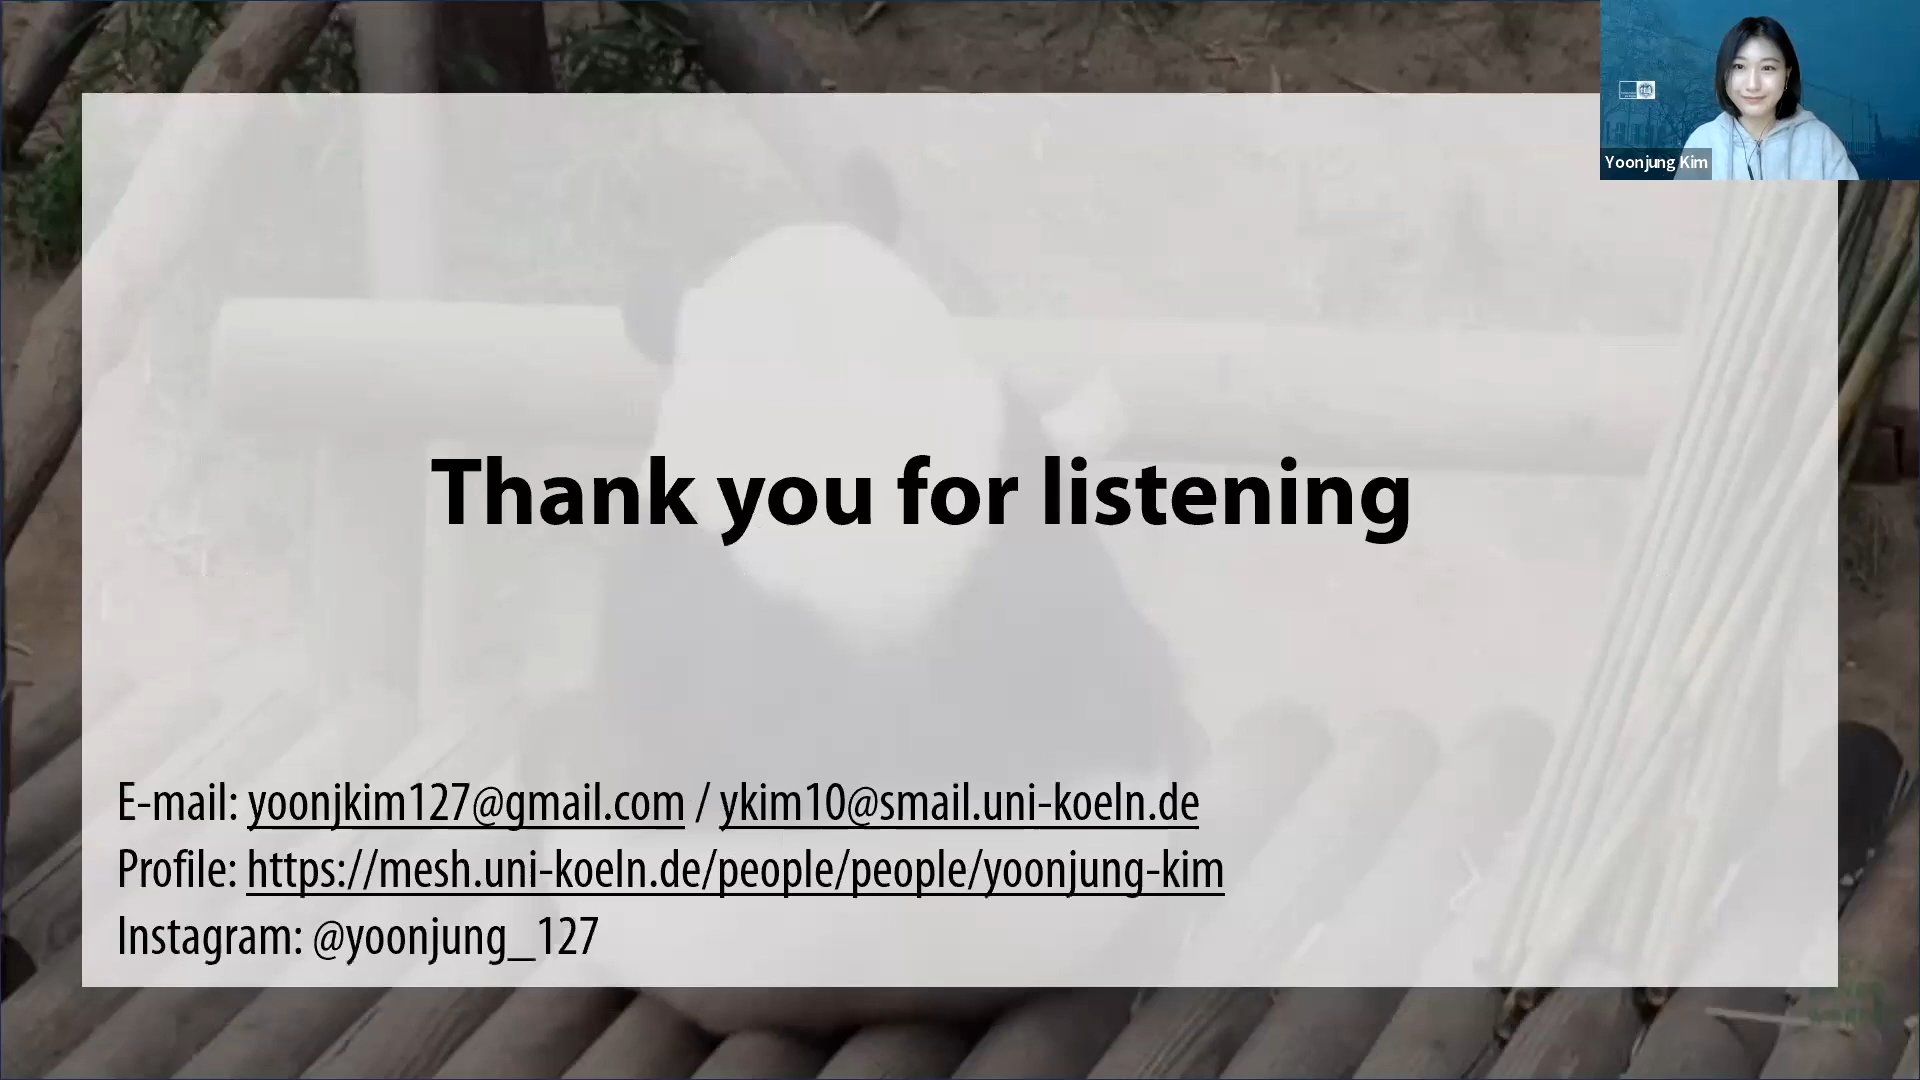 Yoonjung Kim
Thank you for listening
E-mail: yoonjkim127@gmail.com / ykim10@smail.uni-koeln.de
Profile: https://mesh.uni-koeln.de/people/people/yoonjung-kim
Instagram: @yoonjung_127